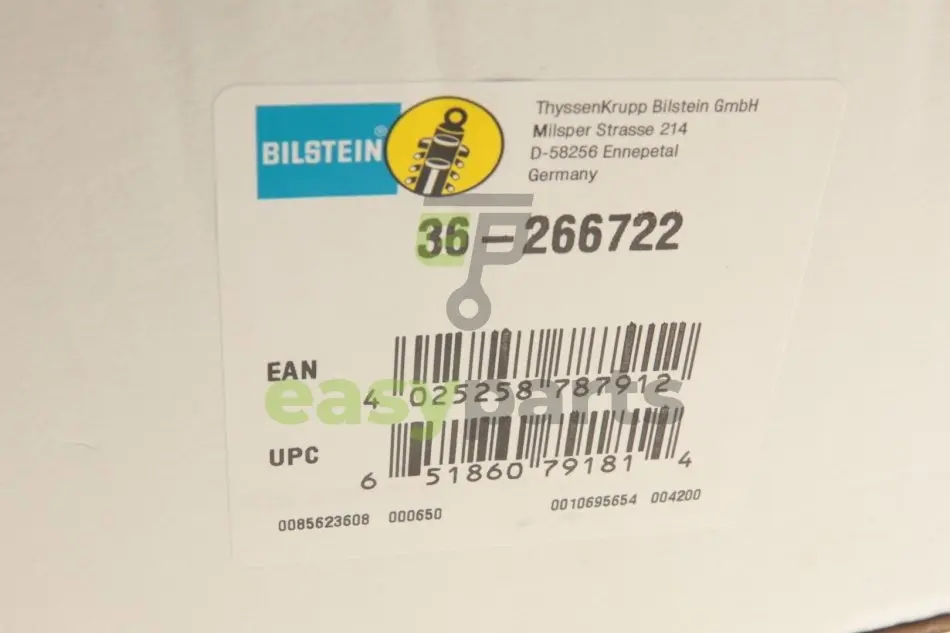 BILSTEIN®
ThyssenKrupp Bilstein GmbH
Milsper Strasse 214
D-58256 Ennepetal
Germany
36-266722
EAN
4 025258 787912
easyparts
UPC
6 51860 79181 4
0085623608 000650
0010695654 004200